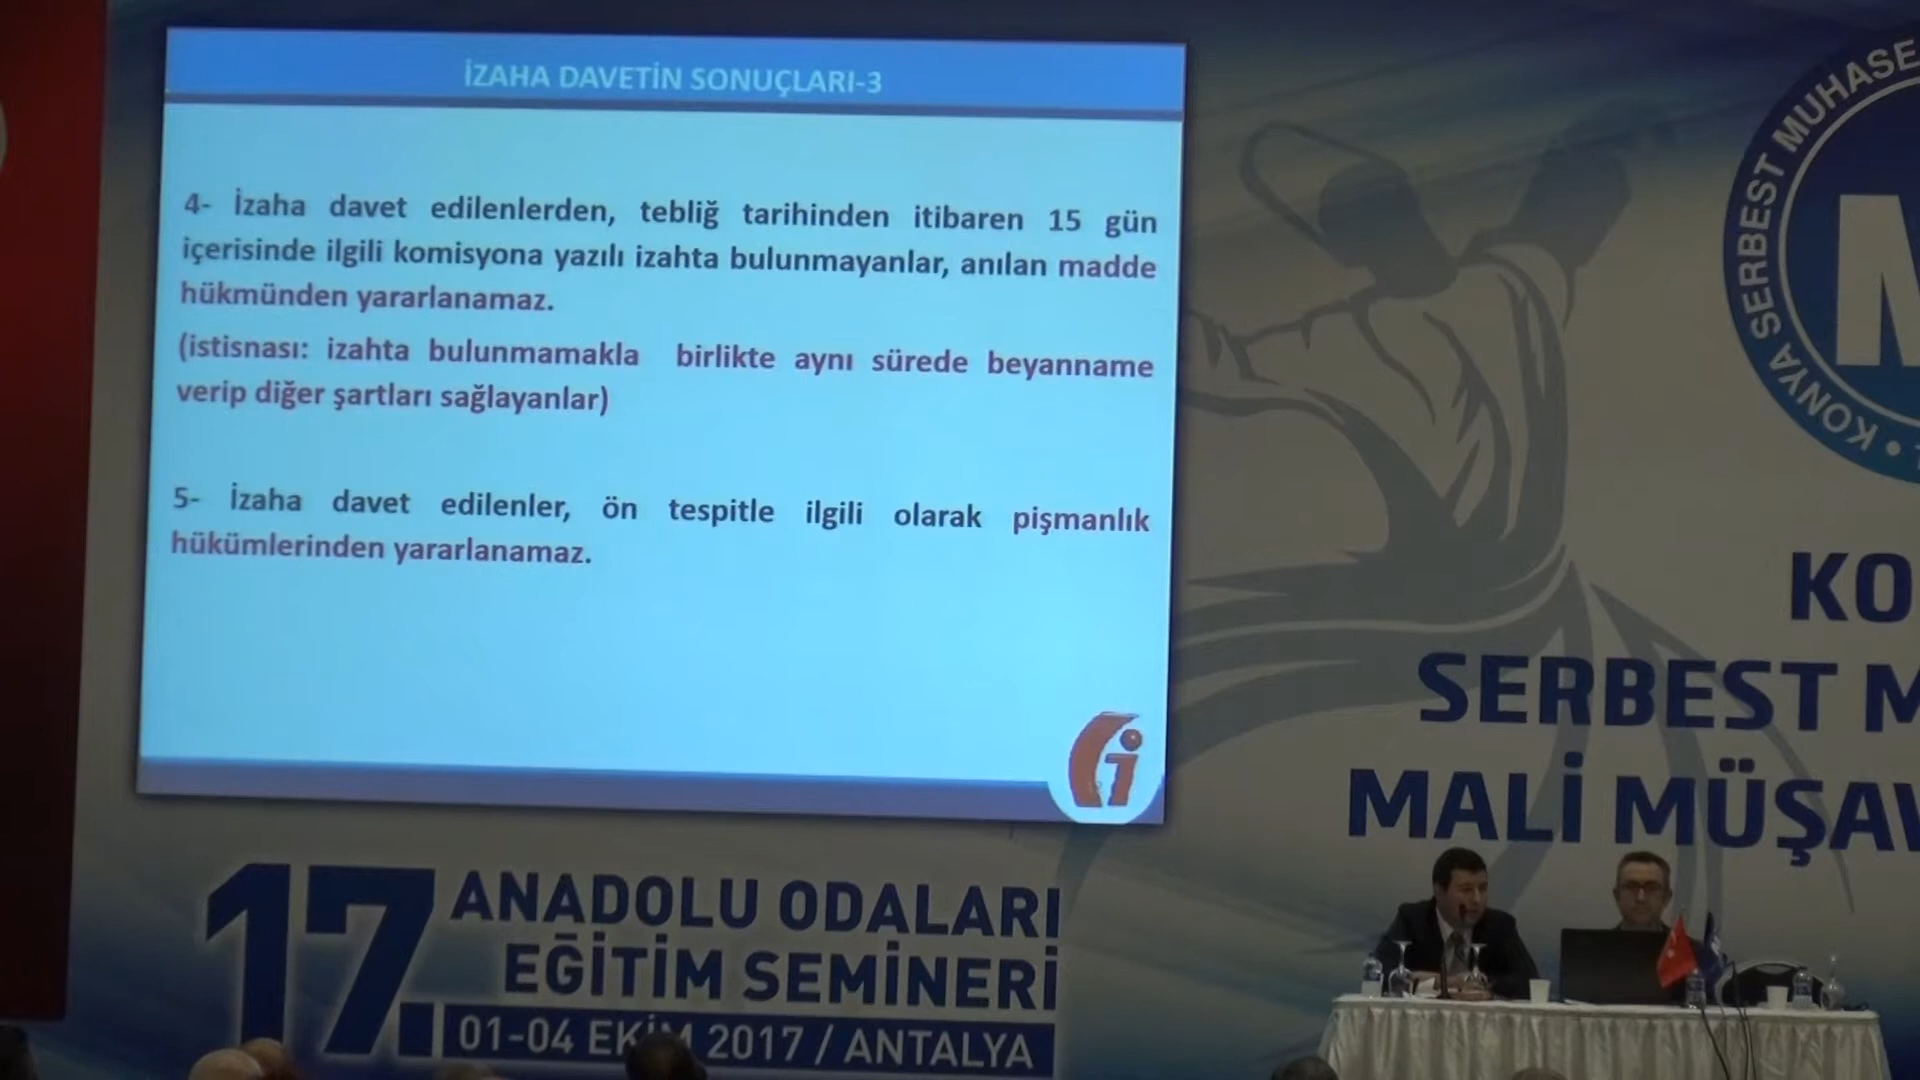 İZAHA DAVETİN SONUÇLARI-3
4- İzaha davet edilenlerden, tebliğ tarihinden itibaren 15 gün
içerisinde ilgili komisyona yazılı izahta bulunmayanlar, anılan madde
hükmünden yararlanamaz.
(istisnası: izahta bulunmamakla birlikte aynı sürede beyanname
verip diğer şartları sağlayanlar)
5- İzaha davet edilenler, ön tespitle ilgili olarak pişmanlık
hükümlerinden yararlanamaz.
KONYA SERBEST MUHASE
M
KO
SERBEST M
MALİ MÜŞAV
17.
ANADOLU ODALARI
EĞİTİM SEMİNERİ
01-04 EKİM 2017 / ANTALYA